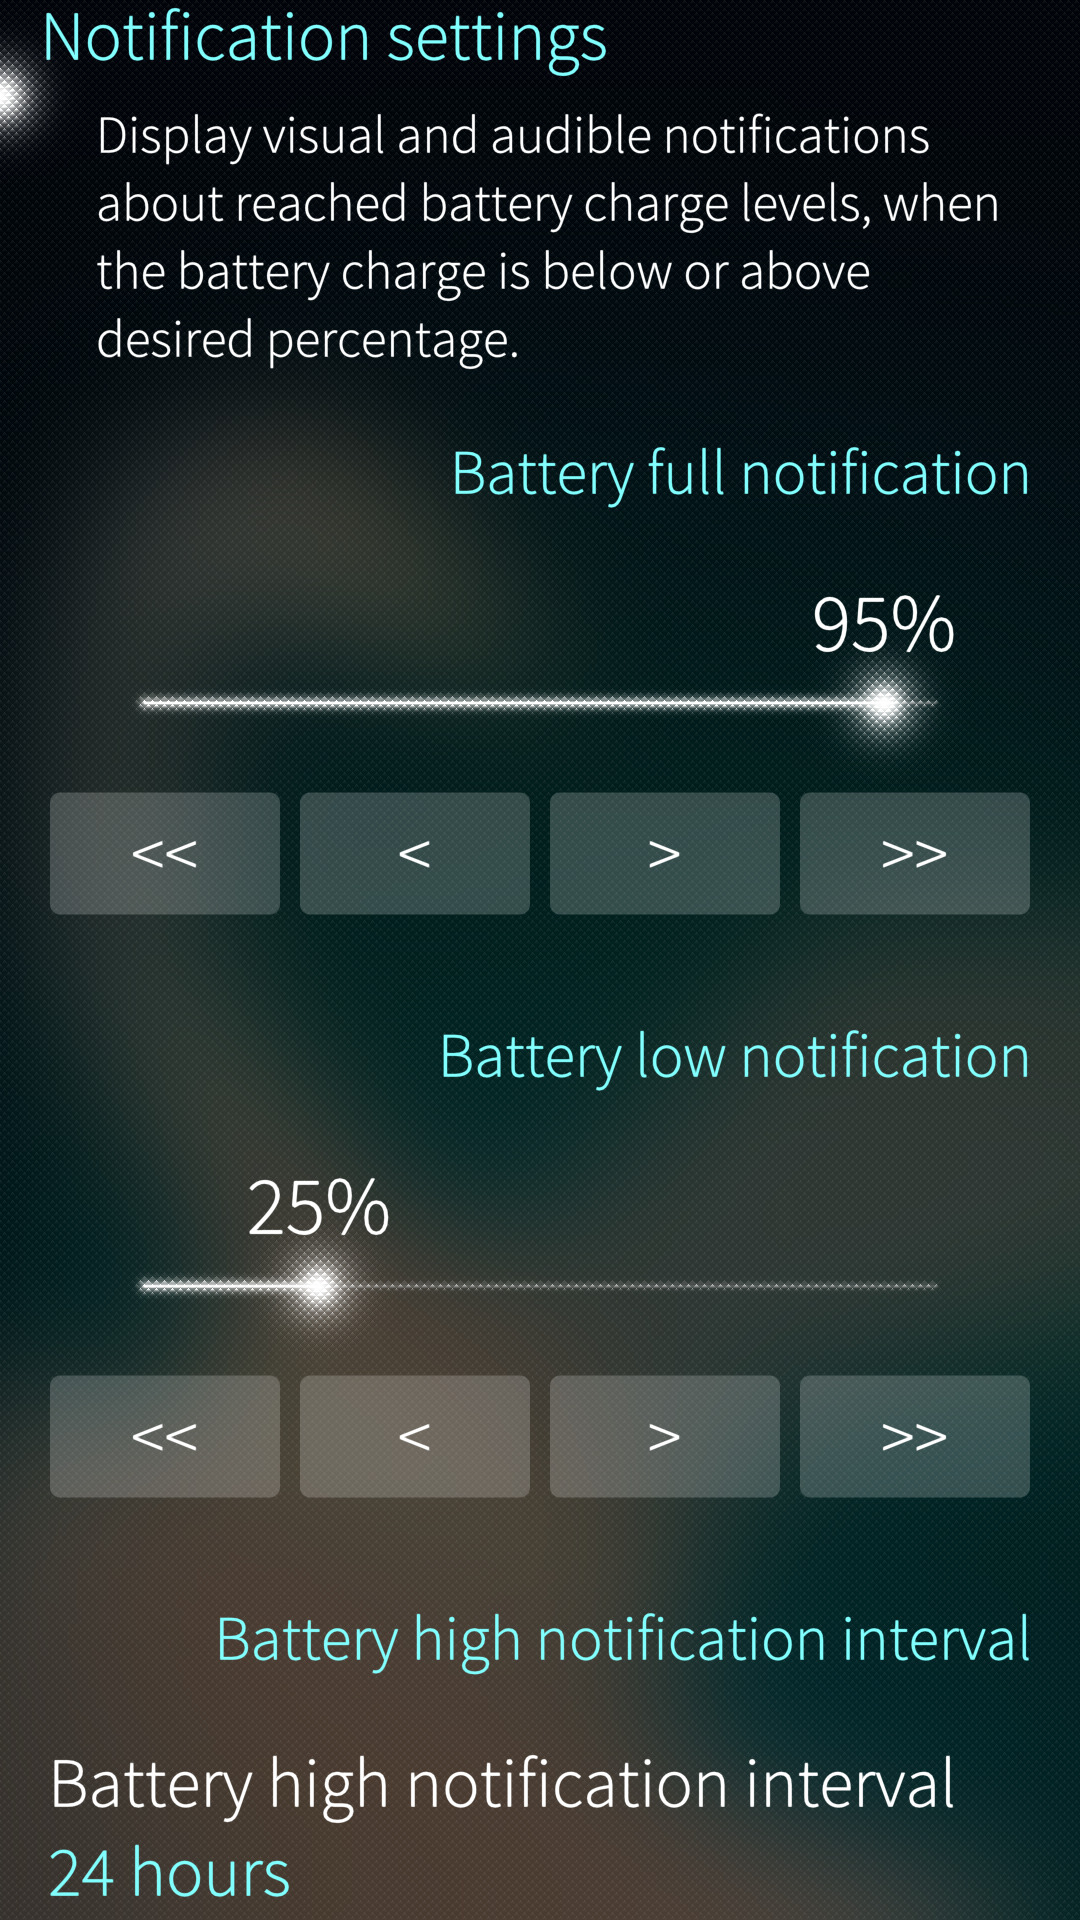 Notification settings
Display visual and audible notifications
about reached battery charge levels, when
the battery charge is below or above
desired percentage.
Battery full notification
95%
<< < > >>
Battery low notification
25%
<< < > >>
Battery high notification interval
Battery high notification interval
24 hours